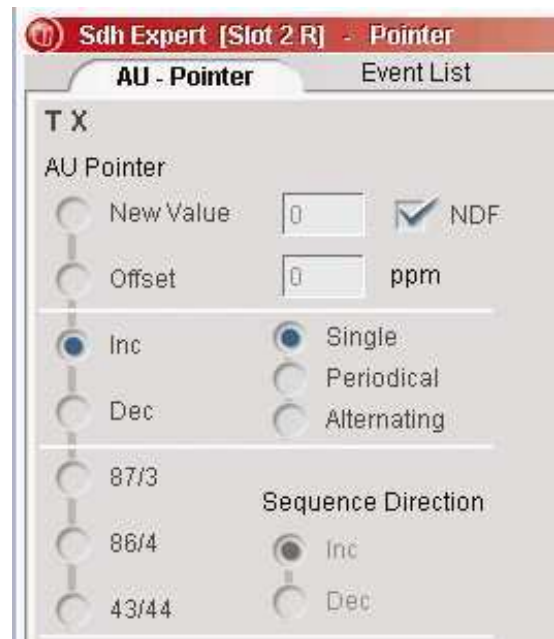 Sdh Expert [Slot 2 R] - Pointer
AU - Pointer Event List
T X
AU Pointer
New Value 0 NDF
Offset 0 ppm
Inc Single
Periodical
Dec Alternating
87/3
Sequence Direction
86/4 Inc
43/44 Dec